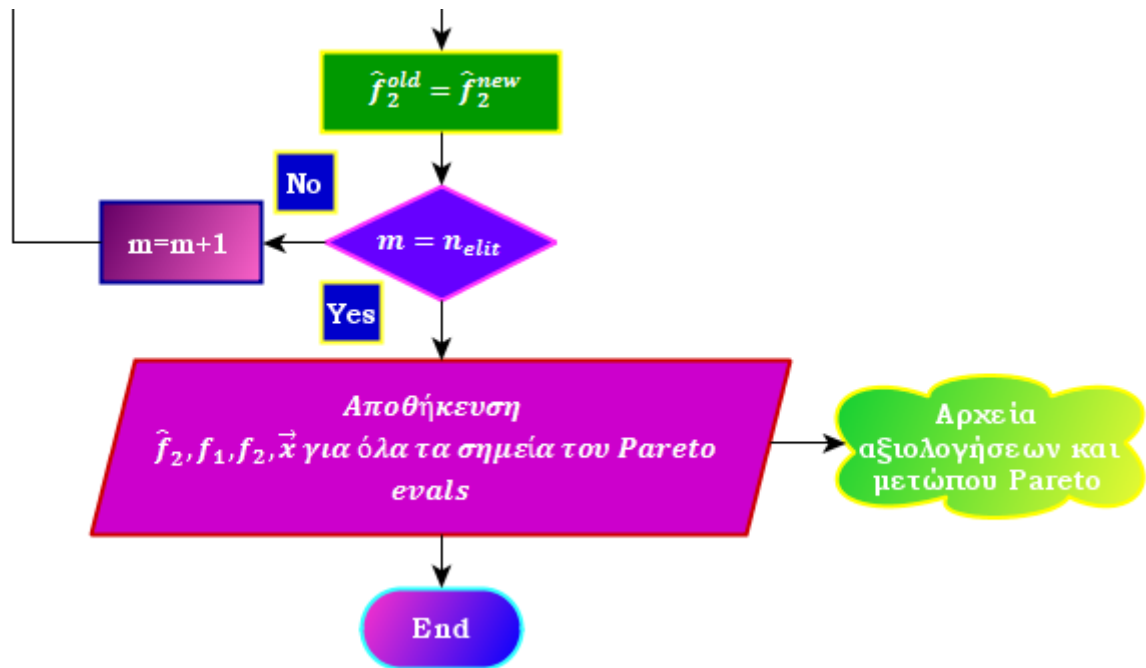 f̂₂ᵒˡᵈ = f̂₂ⁿᵉʷ
No
m=m+1
m = nₑₗᵢₜ
Yes
Αποθήκευση
f̂₂, f₁, f₂, x⃗ για όλα τα σημεία του Pareto
evals
Αρχεία
αξιολογήσεων και
μετώπου Pareto
End